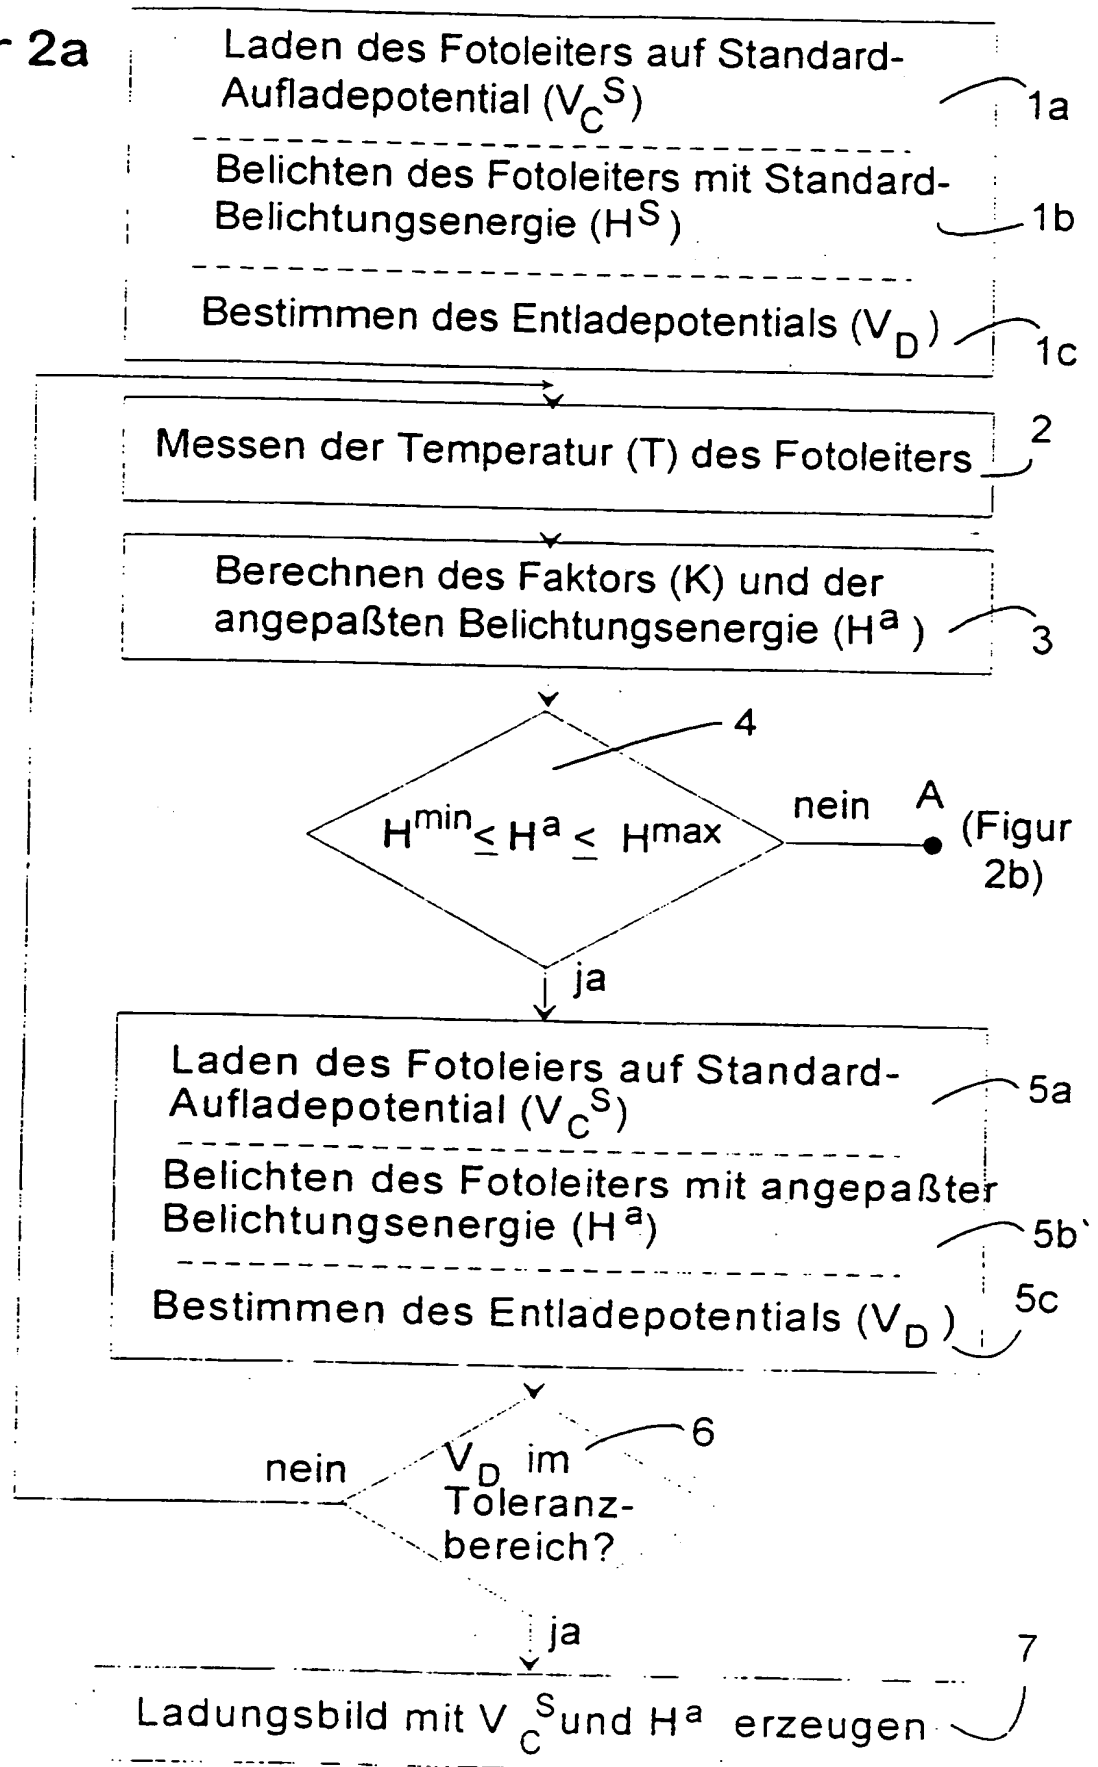 2a
Laden des Fotoleiters auf Standard-
Aufladepotential (V_C^S)
1a
Belichten des Fotoleiters mit Standard-
Belichtungsenergie (H^S)
1b
Bestimmen des Entladepotentials (V_D)
1c
Messen der Temperatur (T) des Fotoleiters
2
Berechnen des Faktors (K) und der
angepaßten Belichtungsenergie (H^a)
3
4
H^min ≤ H^a ≤ H^max
nein
A
(Figur
2b)
ja
Laden des Fotoleiers auf Standard-
Aufladepotential (V_C^S)
5a
Belichten des Fotoleiters mit angepaßter
Belichtungsenergie (H^a)
5b
Bestimmen des Entladepotentials (V_D)
5c
6
nein
V_D im
Toleranz-
bereich?
ja
7
Ladungsbild mit V_C^S und H^a erzeugen